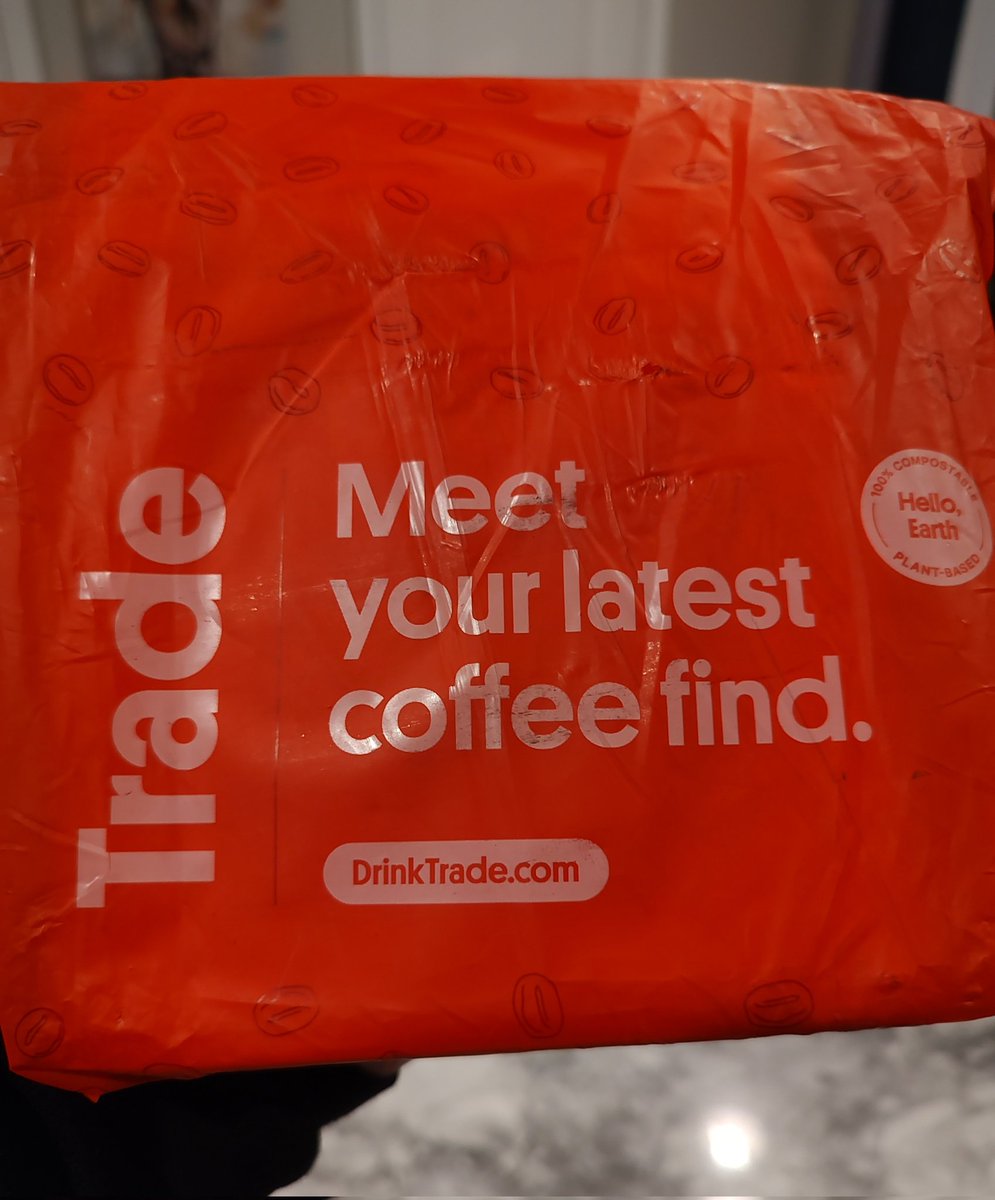 Trade
Meet
your latest
coffee find.
DrinkTrade.com
100% COMPOSTABLE
Hello,
Earth
PLANT-BASED